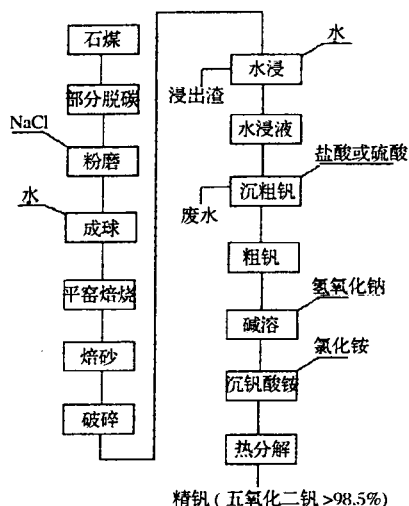 石煤
部分脱碳
NaCl
粉磨
水
成球
平窑焙烧
焙砂
破碎
水
水浸
浸出渣
水浸液
盐酸或硫酸
沉粗钒
废水
粗钒
氢氧化钠
碱溶
氯化铵
沉钒酸铵
热分解
精钒(五氧化二钒>98.5%)